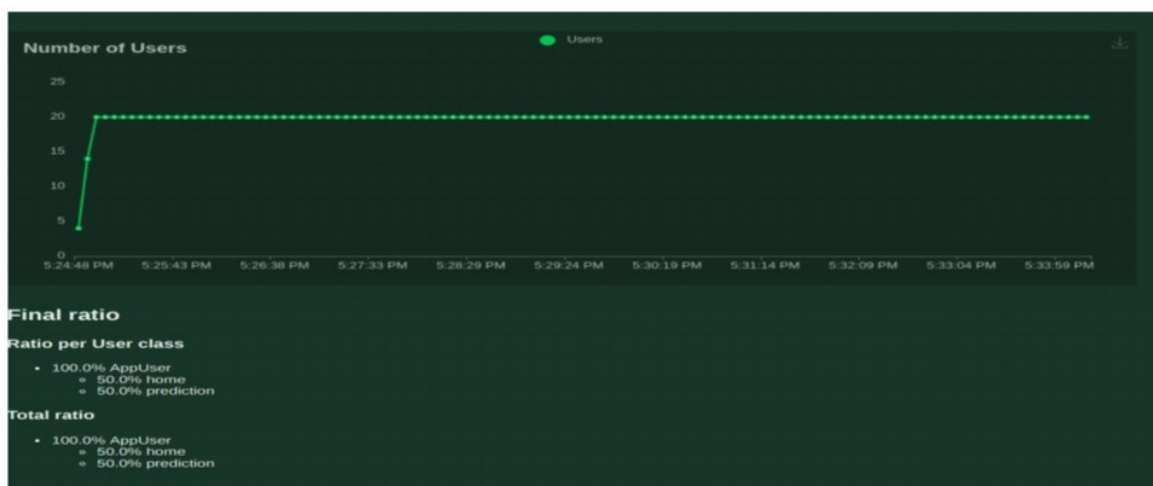 Number of Users
Users
25
20
15
10
5
0
5:24:48 PM 5:25:43 PM 5:26:38 PM 5:27:33 PM 5:28:29 PM 5:29:24 PM 5:30:19 PM 5:31:14 PM 5:32:09 PM 5:33:04 PM 5:33:59 PM
Final ratio
Ratio per User class
• 100.0% AppUser
◦ 50.0% home
◦ 50.0% prediction
Total ratio
• 100.0% AppUser
◦ 50.0% home
◦ 50.0% prediction